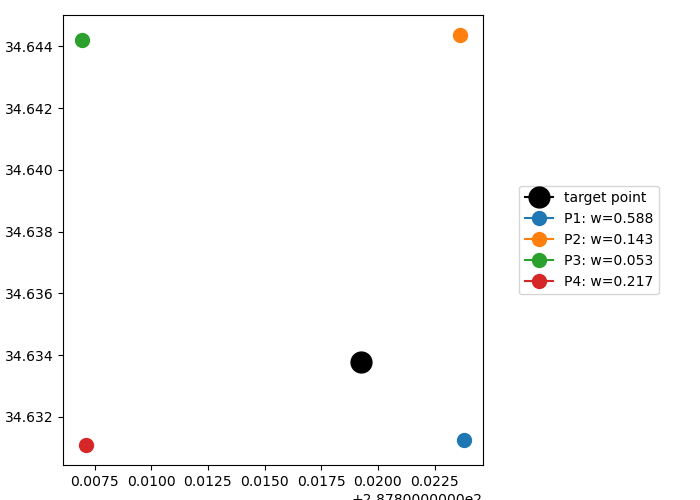 34.644
34.642
34.640
34.638
34.636
34.634
34.632
0.0075 0.0100 0.0125 0.0150 0.0175 0.0200 0.0225
+2.8780000000e2
target point
P1: w=0.588
P2: w=0.143
P3: w=0.053
P4: w=0.217